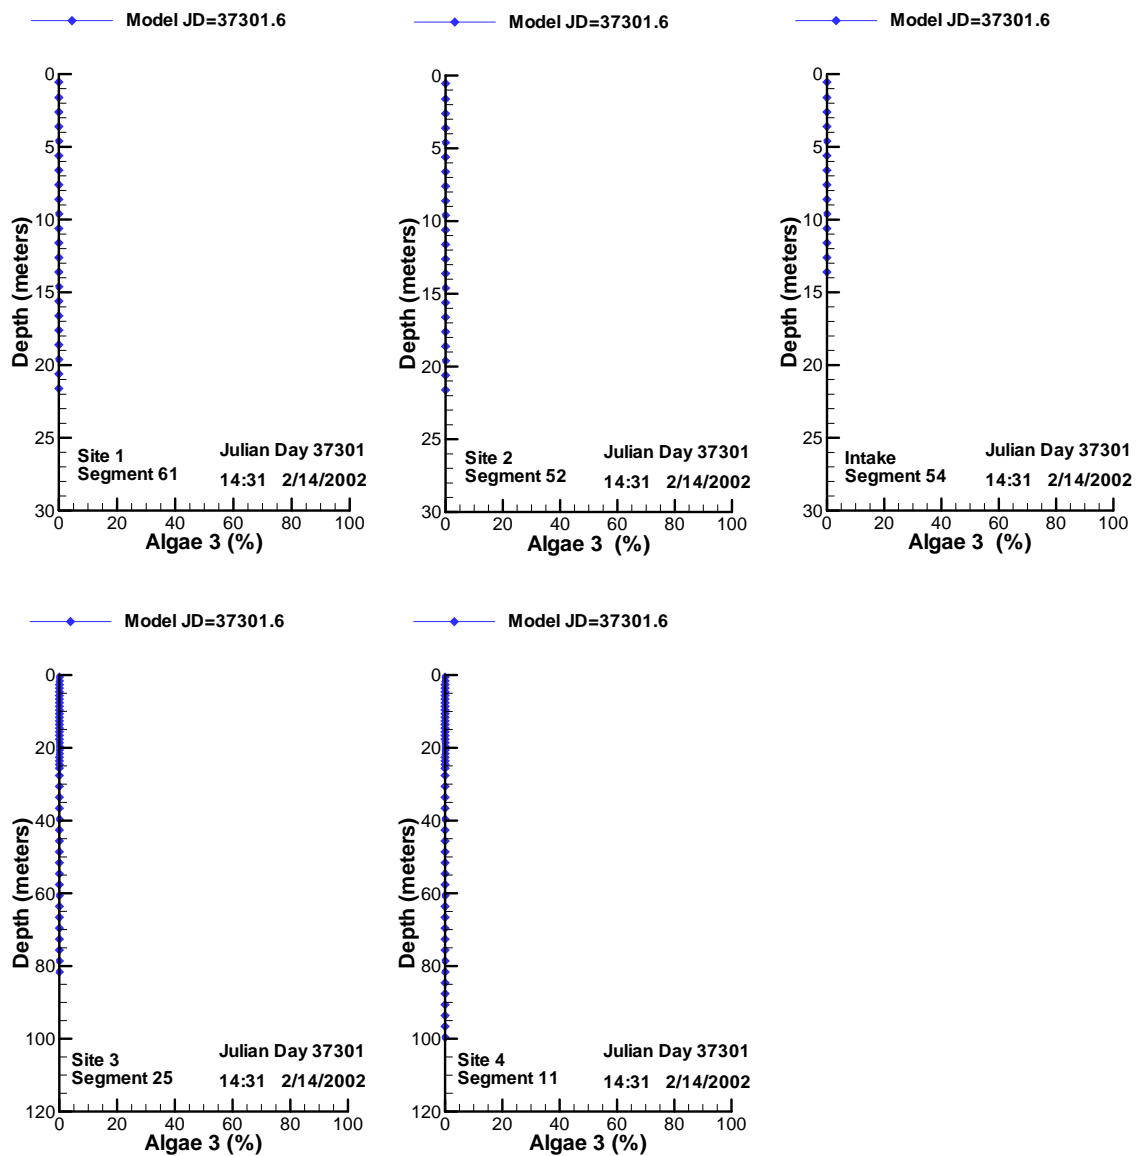 Model JD=37301.6
Model JD=37301.6
Model JD=37301.6
0
5
10
15
20
25
30
Depth (meters)
Site 1
Segment 61
Julian Day 37301
14:31 2/14/2002
0 20 40 60 80 100
Algae 3 (%)
0
5
10
15
20
25
30
Depth (meters)
Site 2
Segment 52
Julian Day 37301
14:31 2/14/2002
0 20 40 60 80 100
Algae 3 (%)
0
5
10
15
20
25
30
Depth (meters)
Intake
Segment 54
Julian Day 37301
14:31 2/14/2002
0 20 40 60 80 100
Algae 3 (%)
Model JD=37301.6
Model JD=37301.6
0
20
40
60
80
100
120
Depth (meters)
Site 3
Segment 25
Julian Day 37301
14:31 2/14/2002
0 20 40 60 80 100
Algae 3 (%)
0
20
40
60
80
100
120
Depth (meters)
Site 4
Segment 11
Julian Day 37301
14:31 2/14/2002
0 20 40 60 80 100
Algae 3 (%)